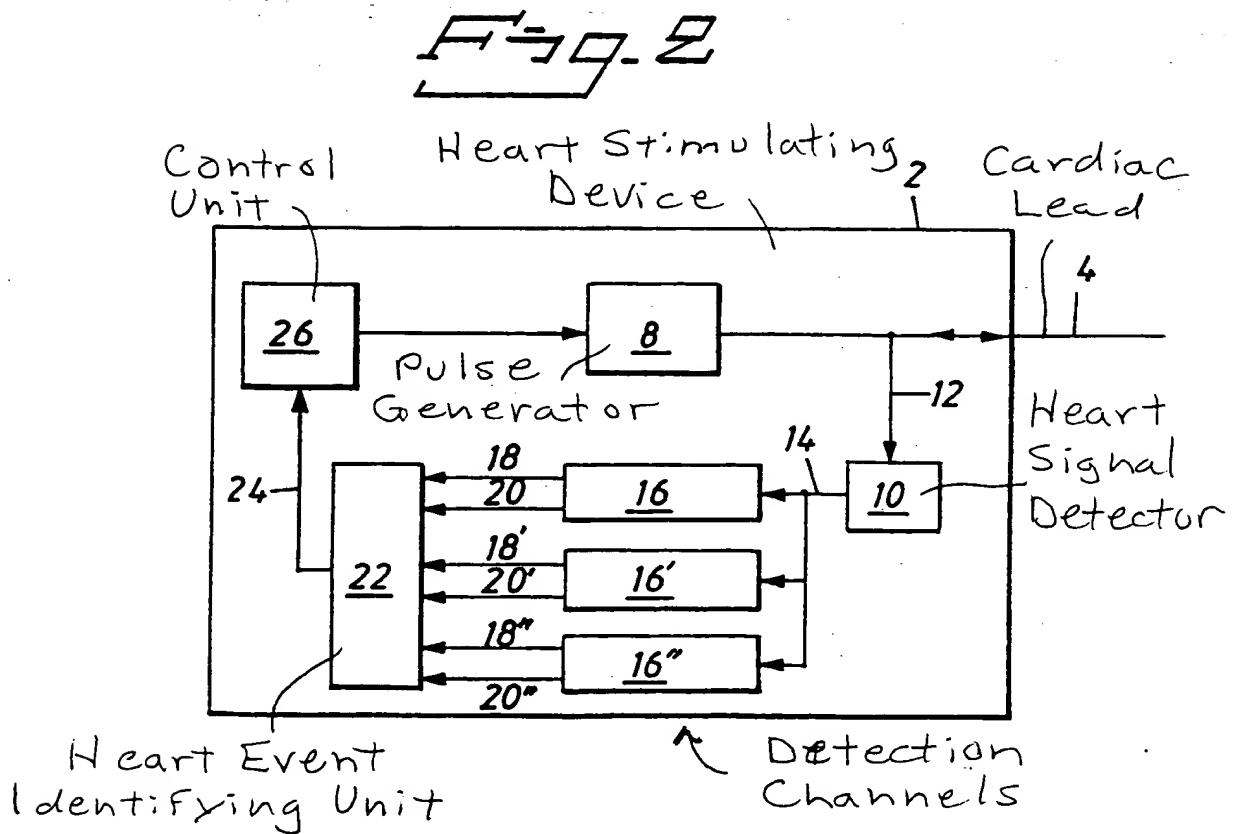 Fig. 2
Heart Stimulating
Device
2
Control
Unit
Cardiac
Lead
4
26
8
Pulse
Generator
12
Heart
Signal
Detector
14
10
24
18
20
16
22
18'
20'
16'
18"
20"
16"
Heart Event
Identifying Unit
Detection
Channels